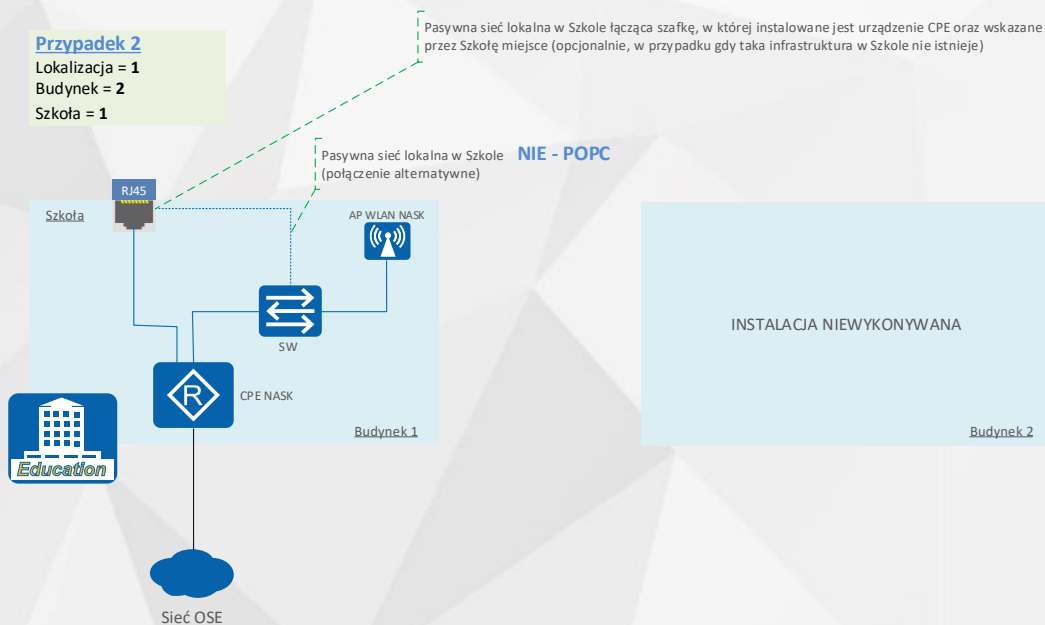 Pasywna sieć lokalna w Szkole łącząca szafkę, w której instalowane jest urządzenie CPE oraz wskazane
przez Szkołę miejsce (opcjonalnie, w przypadku gdy taka infrastruktura w Szkole nie istnieje)
Przypadek 2
Lokalizacja = 1
Budynek = 2
Szkoła = 1
Pasywna sieć lokalna w Szkole NIE - POPC
(połączenie alternatywne)
RJ45
Szkoła
AP WLAN NASK
SW
INSTALACJA NIEWYKONYWANA
R
CPE NASK
Budynek 1
Budynek 2
Education
Sieć OSE